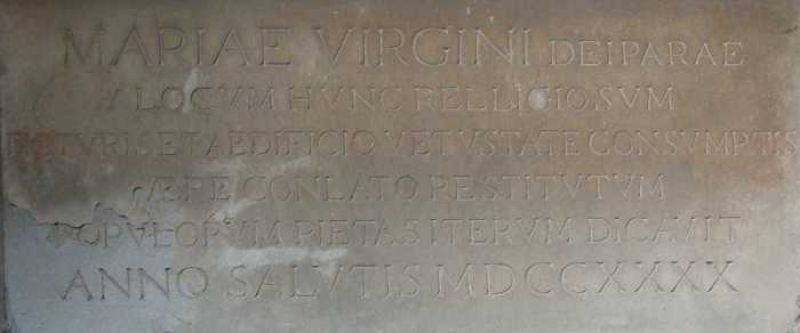 MARIAE VIRGINI DEIPARAE
LOCVM HVNC RELLIGIOSVM
PICTVRIS ET AEDIFICIO VETVSTATE CONSVMPTIS
AERE CONLATO RESTITVTVM
POPVLORVM PIETAS ITERVM DICAVIT
ANNO SALVTIS MDCCXXXX